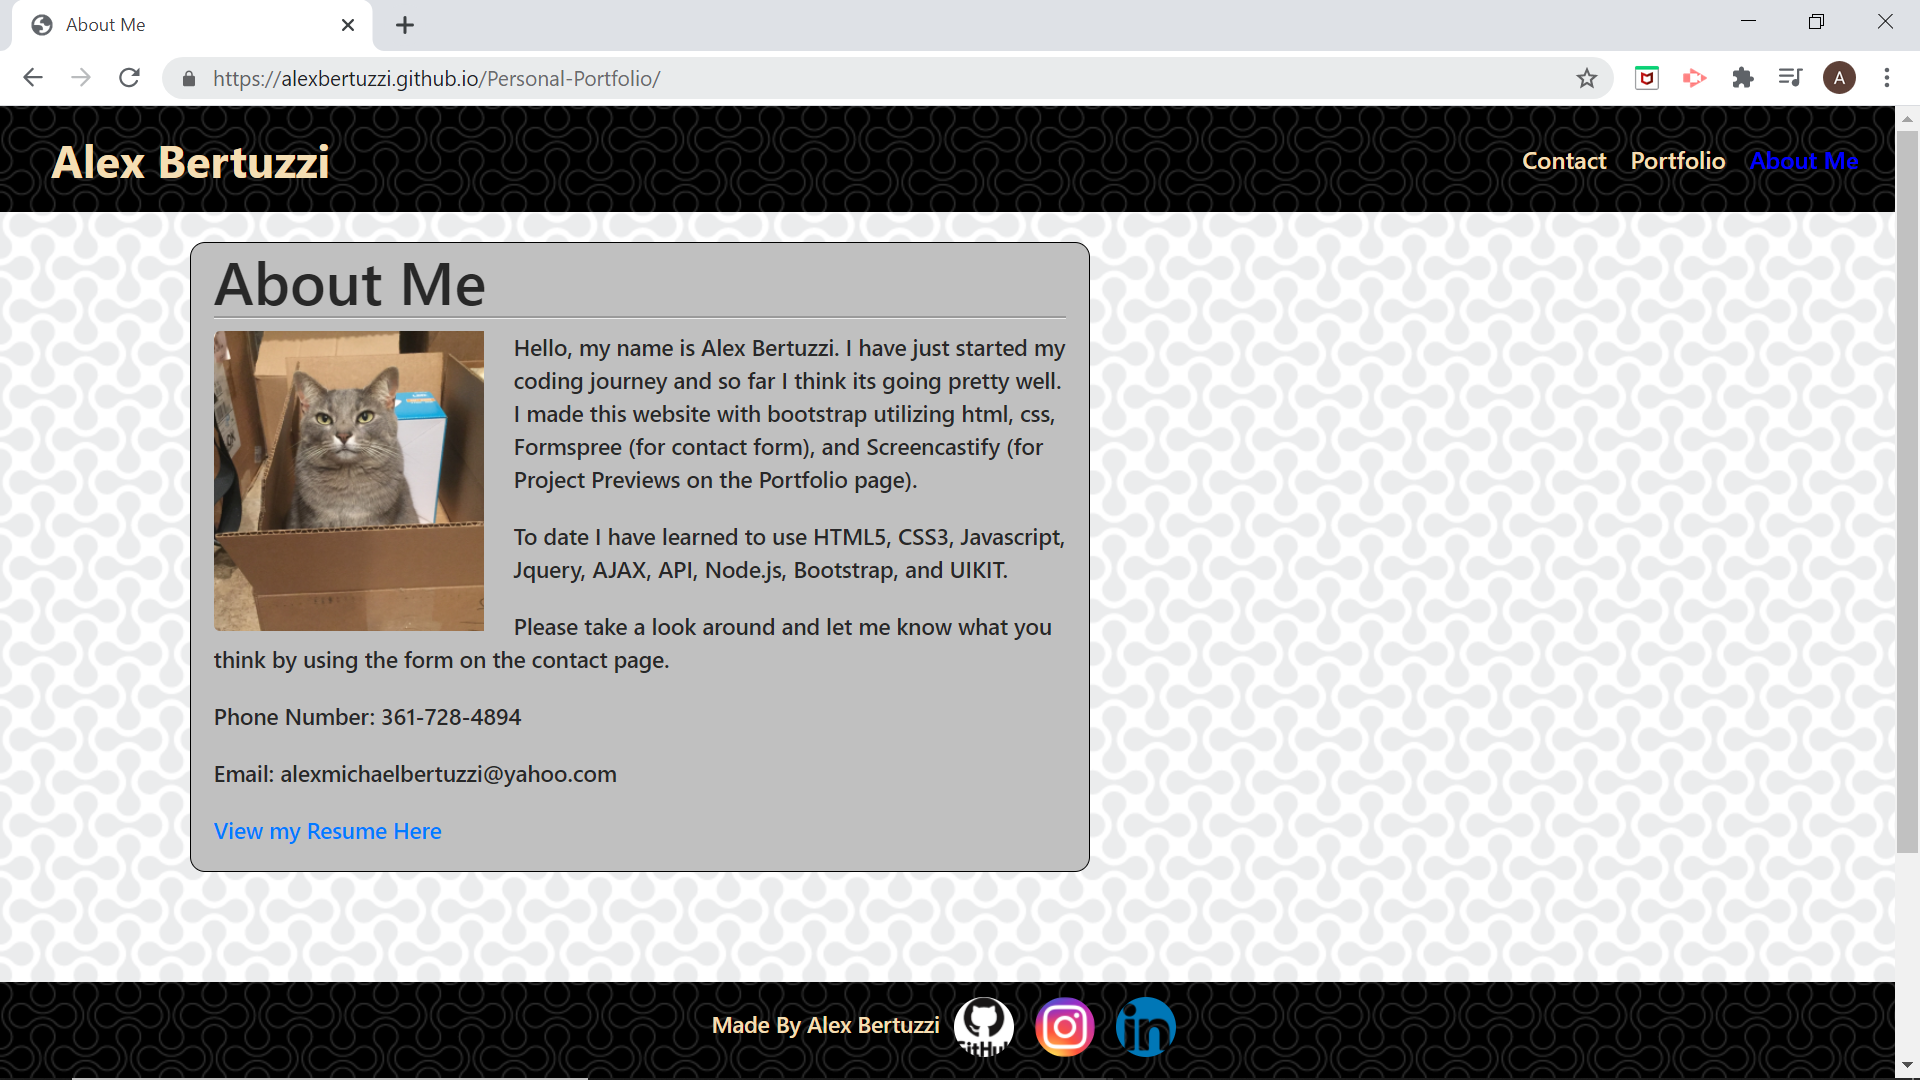 About Me
https://alexbertuzzi.github.io/Personal-Portfolio/
A
Alex Bertuzzi
Contact Portfolio About Me
About Me
Hello, my name is Alex Bertuzzi. I have just started my
coding journey and so far I think its going pretty well.
I made this website with bootstrap utilizing html, css,
Formspree (for contact form), and Screencastify (for
Project Previews on the Portfolio page).
To date I have learned to use HTML5, CSS3, Javascript,
Jquery, AJAX, API, Node.js, Bootstrap, and UIKIT.
Please take a look around and let me know what you
think by using the form on the contact page.
Phone Number: 361-728-4894
Email: alexmichaelbertuzzi@yahoo.com
View my Resume Here
Made By Alex Bertuzzi GitHub in